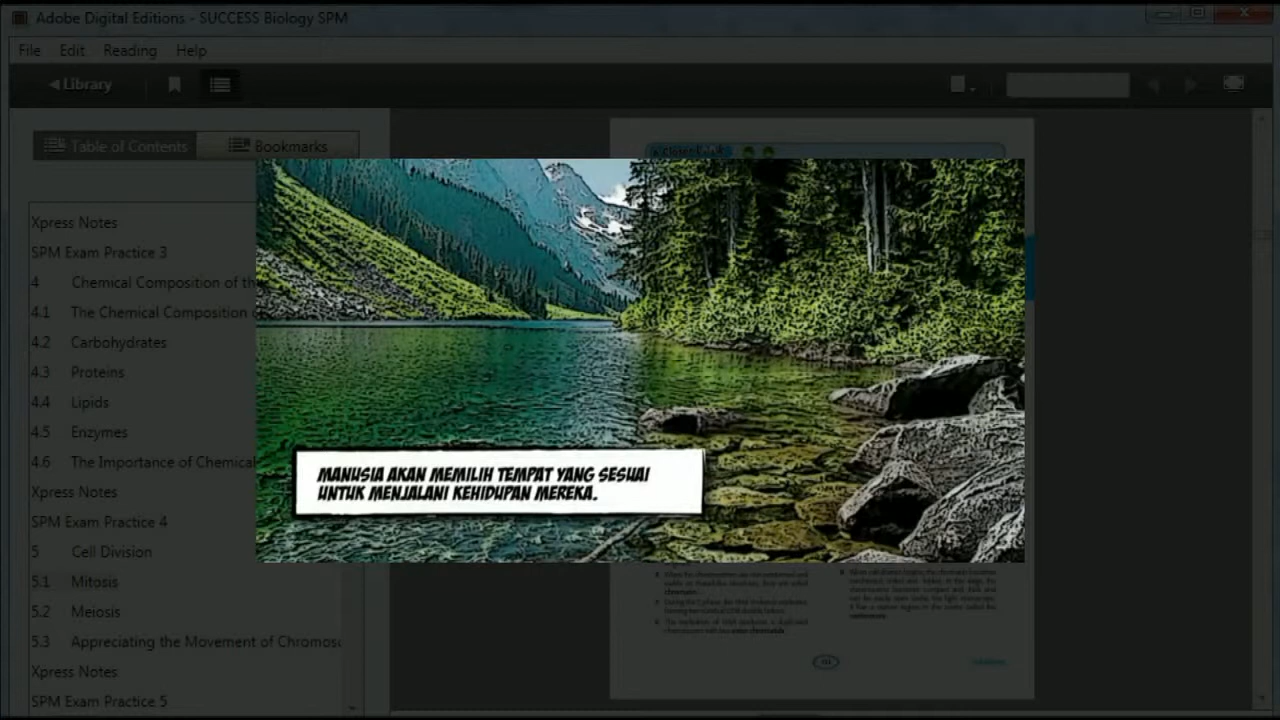 Adobe Digital Editions - SUCCESS Biology SPM
File Edit Reading Help
Library
Table of Contents Bookmarks
Xpress Notes
SPM Exam Practice 3
4 Chemical Composition of th
4.1 The Chemical Composition
4.2 Carbohydrates
4.3 Proteins
4.4 Lipids
4.5 Enzymes
4.6 The Importance of Chemical
Xpress Notes
SPM Exam Practice 4
5 Cell Division
5.1 Mitosis
5.2 Meiosis
5.3 Appreciating the Movement of Chromoso
Xpress Notes
SPM Exam Practice 5
MANUSIA AKAN MEMILIH TEMPAT YANG SESUAI
UNTUK MENJALANI KEHIDUPAN MEREKA.